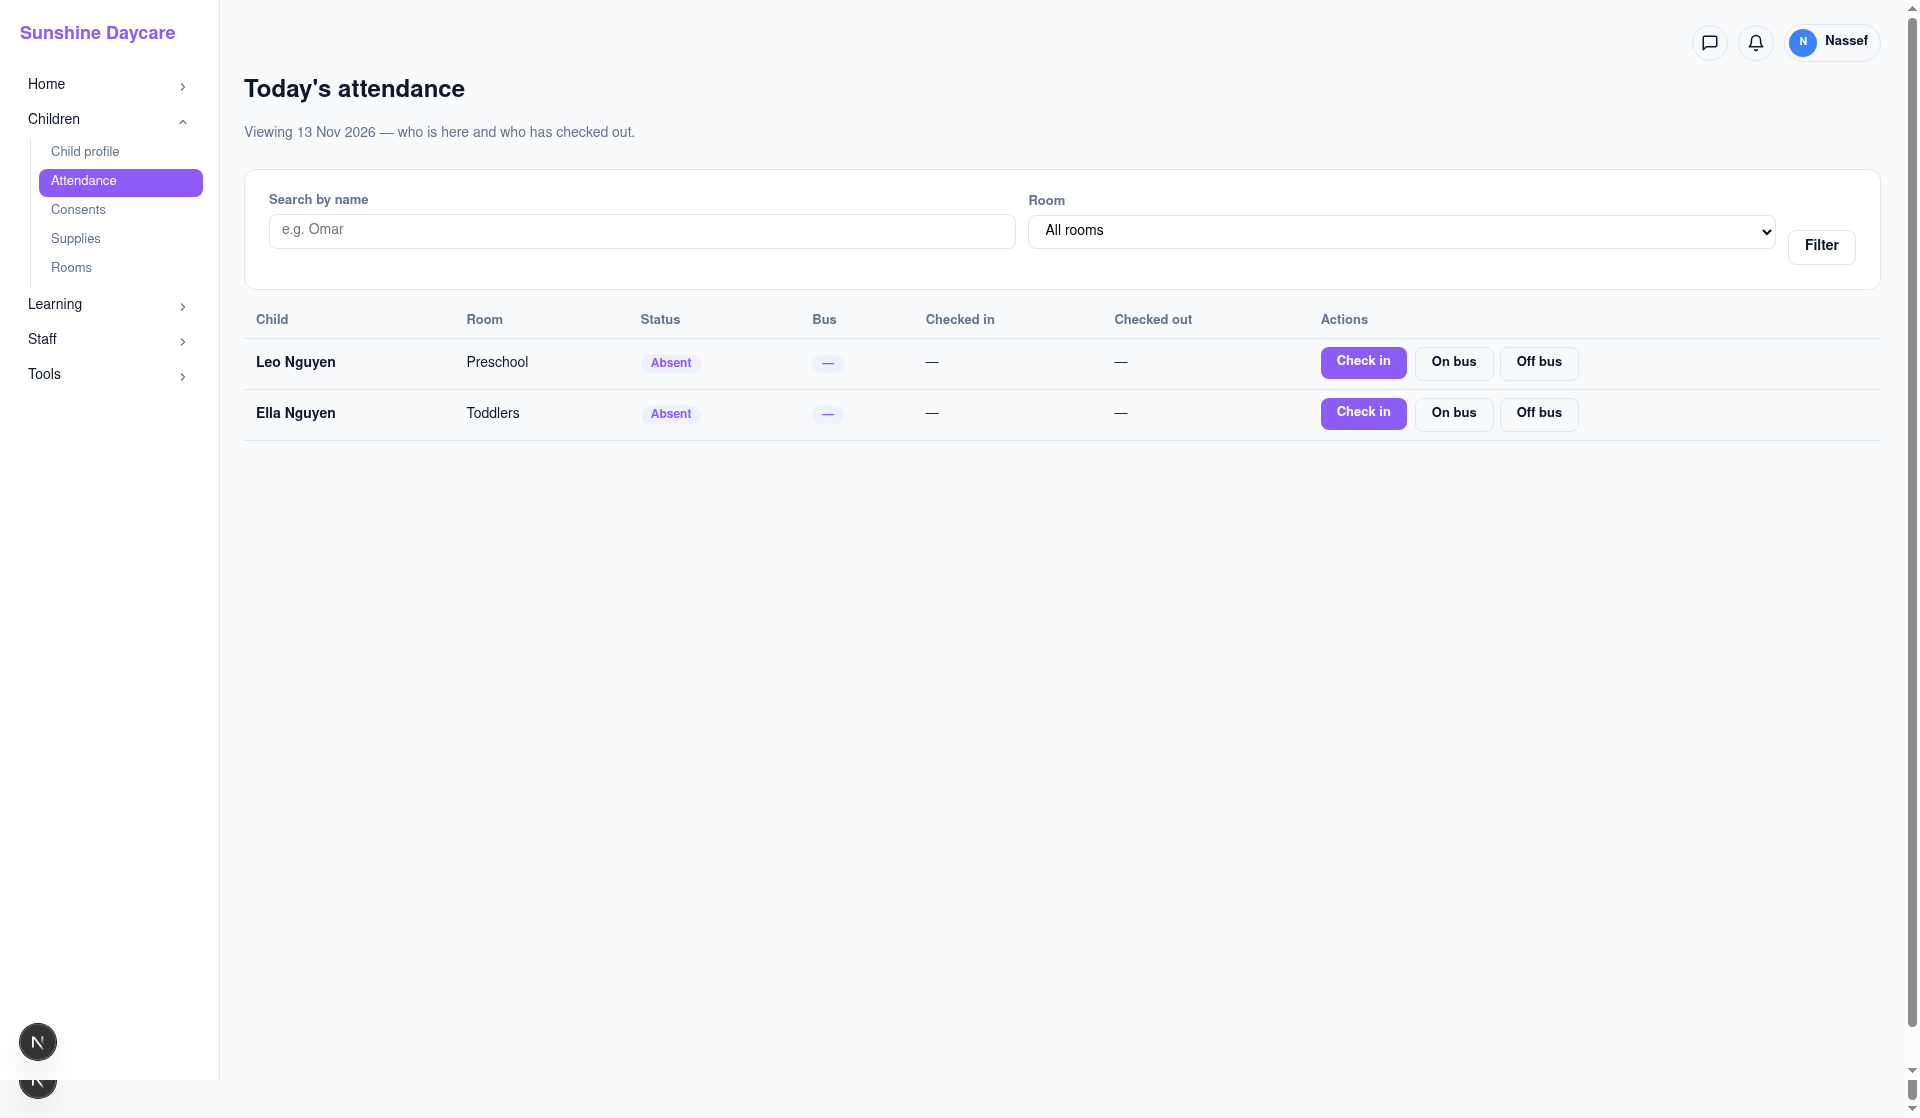 Sunshine Daycare
Home
Children
Child profile
Attendance
Consents
Supplies
Rooms
Learning
Staff
Tools
N Nassef
Today's attendance
Viewing 13 Nov 2026 — who is here and who has checked out.
Search by name
e.g. Omar
Room
All rooms
Filter
Child Room Status Bus Checked in Checked out Actions
Leo Nguyen Preschool Absent — — — Check in On bus Off bus
Ella Nguyen Toddlers Absent — — — Check in On bus Off bus
N
N